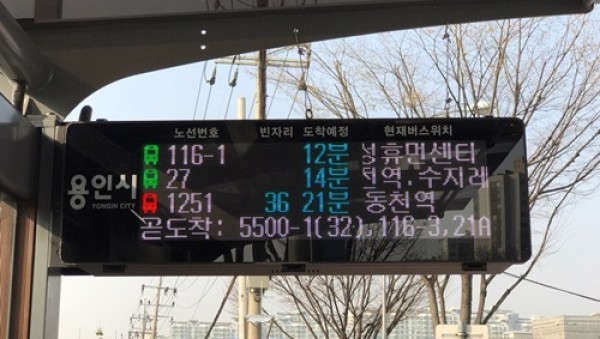 노선번호 빈자리 도착예정 현재버스위치
116-1 12분 휴먼센타
27 14분 역.수지레
1251 36 21분 동천역
곧도착: 5500-1(32),116-3,21A
용인시
YONGIN CITY